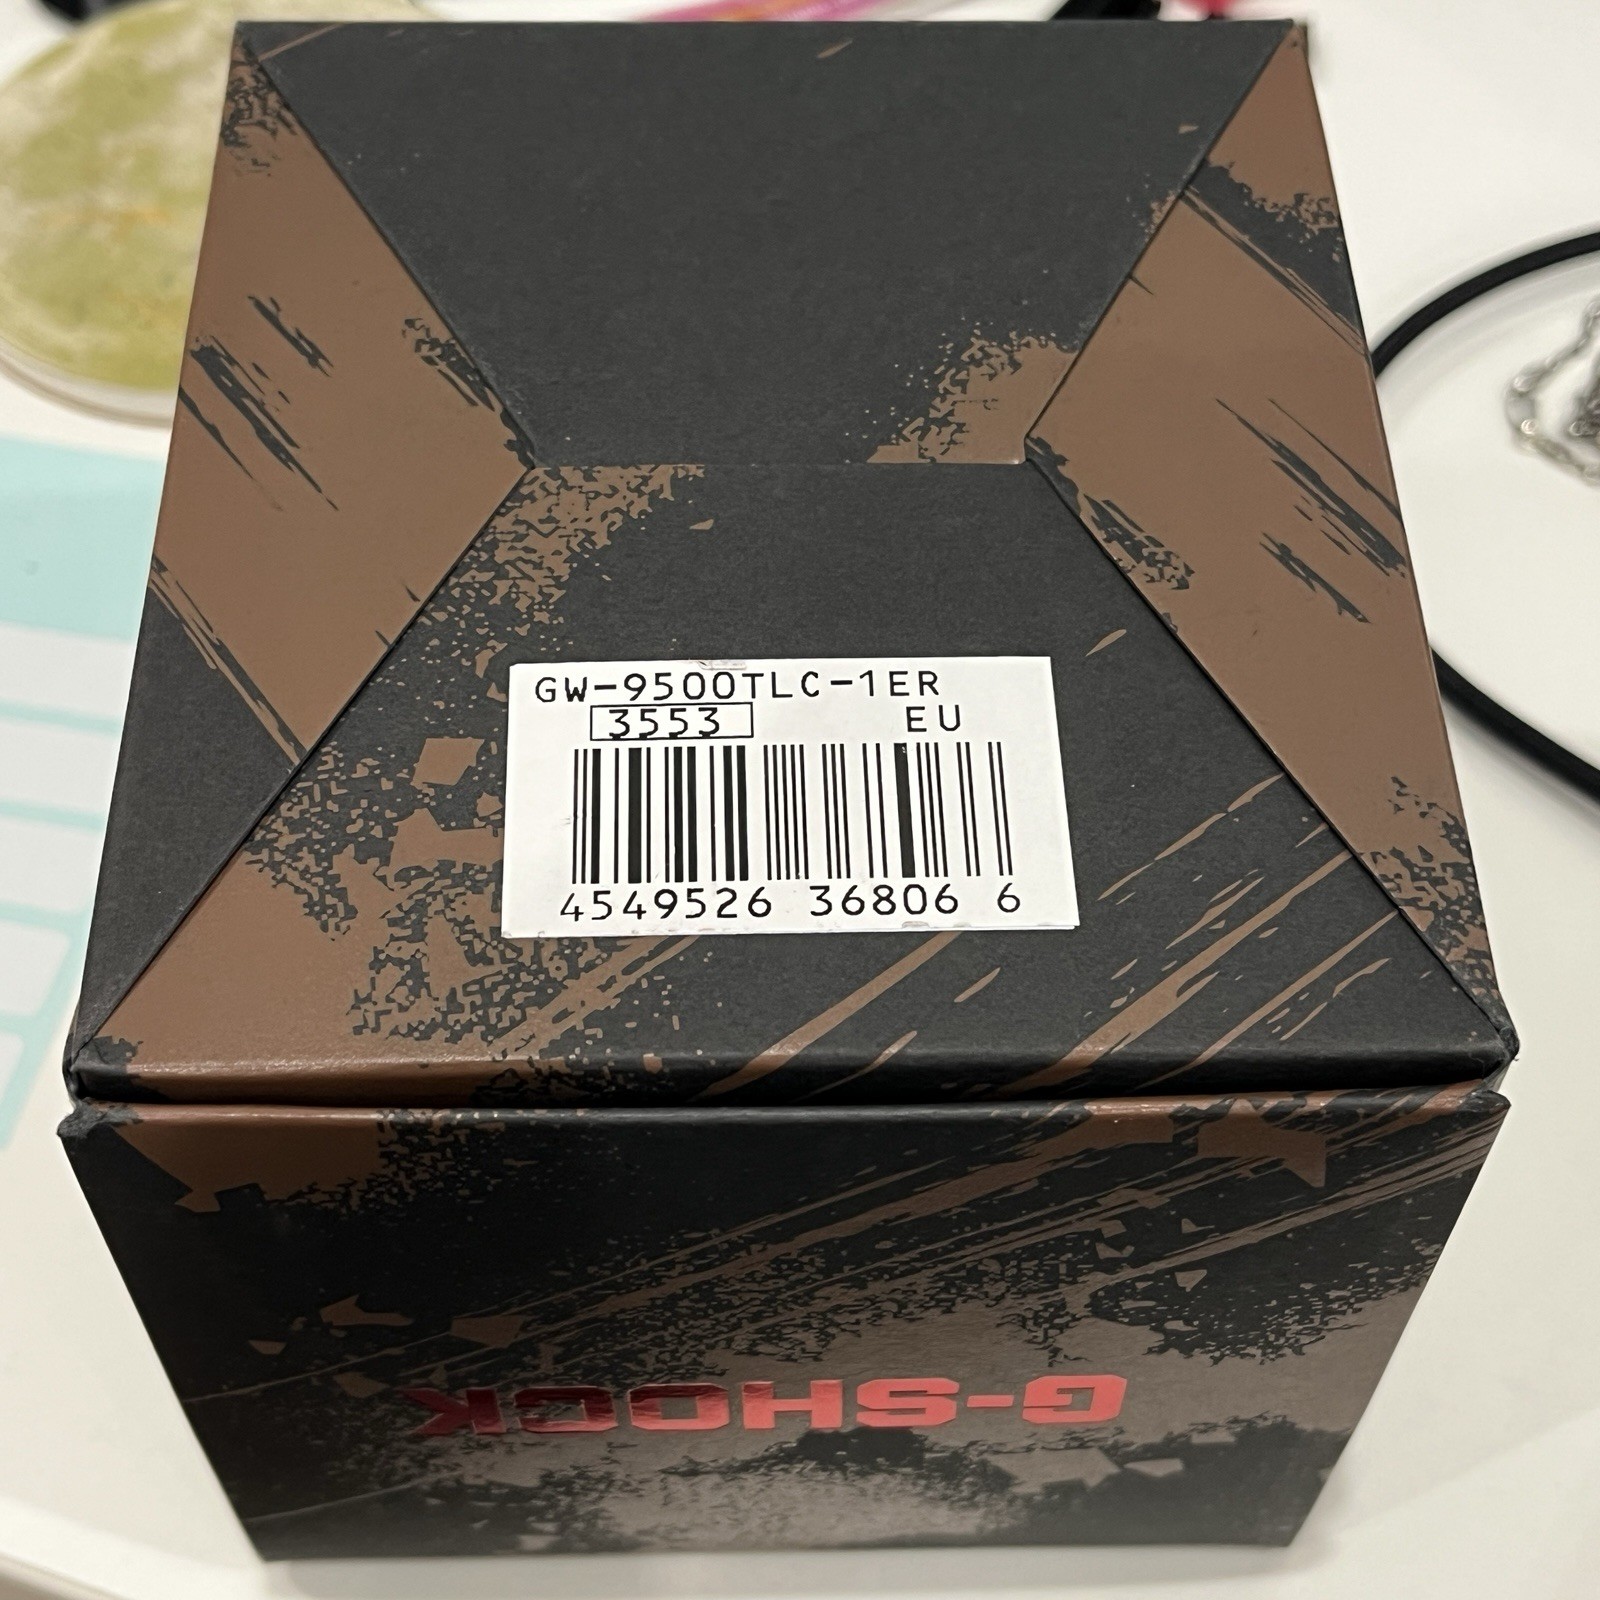 GW-9500TLC-1ER
3553 EU
4549526 36806 6
G-SHOCK